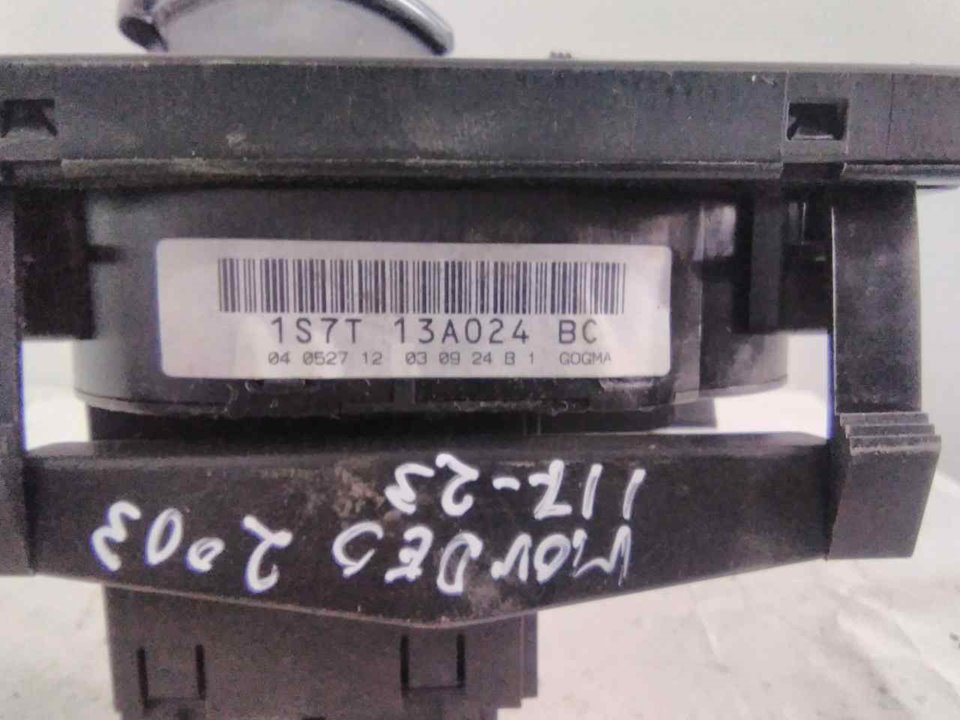 1S7T 13A024 BC
04 0527 12 03 09 24 B 1 GOGMA
MONDEO 2003
117-23